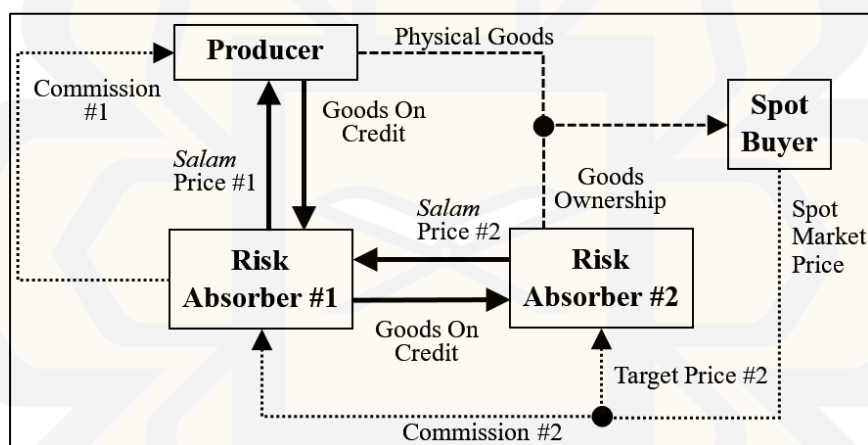 Producer
Physical Goods
Commission
#1
Goods On
Credit
Spot
Buyer
Salam
Price #1
Goods
Ownership
Salam
Price #2
Spot
Market
Price
Risk
Absorber #1
Risk
Absorber #2
Goods On
Credit
Target Price #2
Commission #2